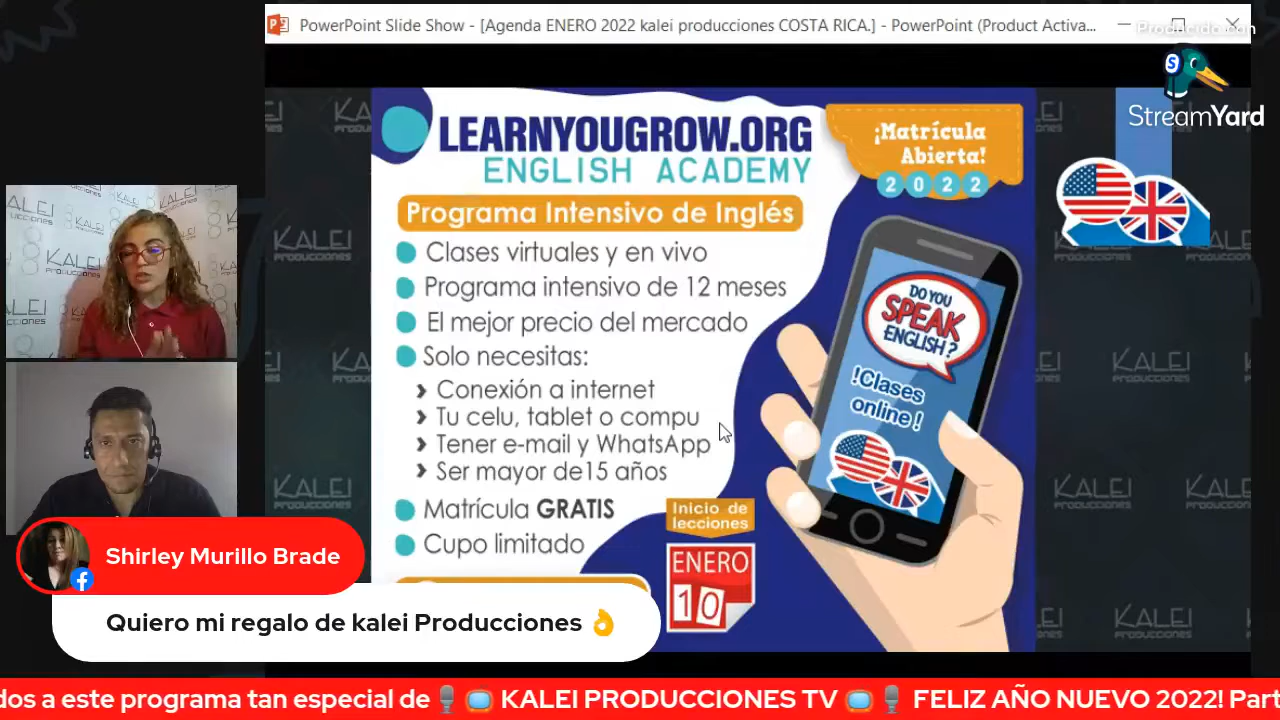 PowerPoint Slide Show - [Agenda ENERO 2022 kalei producciones COSTA RICA.] - PowerPoint (Product Activa...
Producido con
StreamYard
LEARNYOUGROW.ORG
ENGLISH ACADEMY
¡Matrícula
Abierta!
2022
Programa Intensivo de Inglés
Clases virtuales y en vivo
Programa intensivo de 12 meses
El mejor precio del mercado
Solo necesitas:
Conexión a internet
Tu celu, tablet o compu
Tener e-mail y WhatsApp
Ser mayor de15 años
Matrícula GRATIS
Cupo limitado
Inicio de
lecciones
ENERO
10
DO YOU
SPEAK
ENGLISH?
!Clases
online !
KALEI
PRODUCCIONES
Shirley Murillo Brade
Quiero mi regalo de kalei Producciones 👌
dos a este programa tan especial de🎙️ 📺 KALEI PRODUCCIONES TV 📺 🎙️ FELIZ AÑO NUEVO 2022! Part